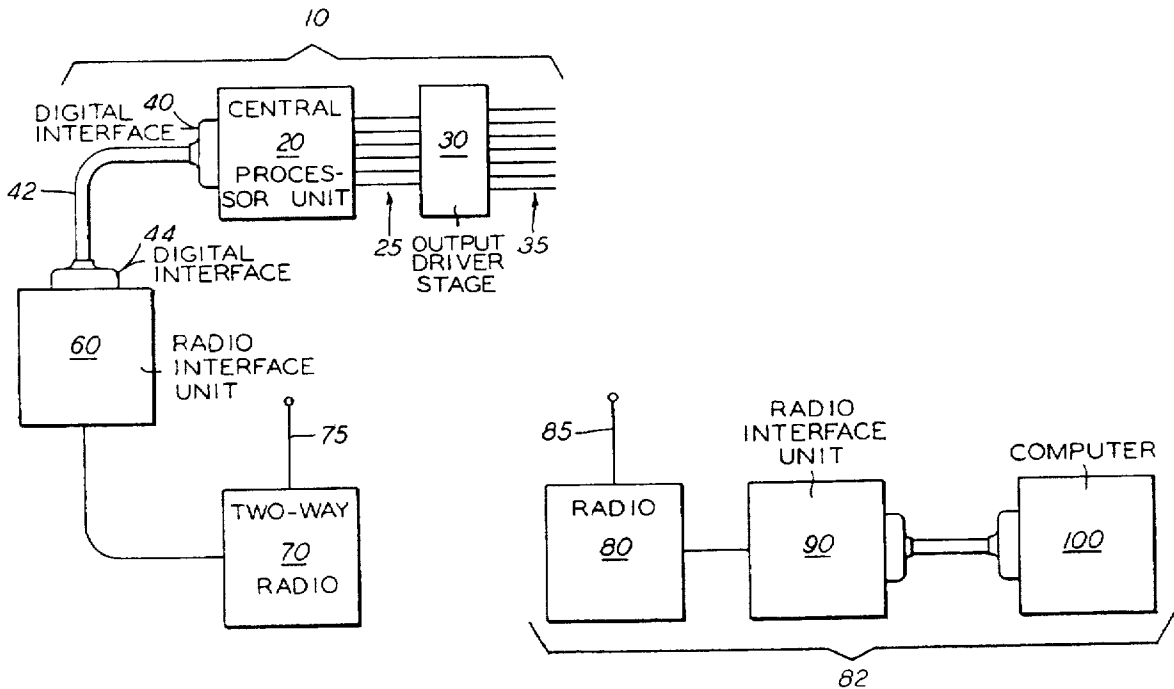 10
DIGITAL
INTERFACE
40
CENTRAL
20
PROCES-
SOR UNIT
30
42
25
OUTPUT
DRIVER
STAGE
35
44
DIGITAL
INTERFACE
60
RADIO
INTERFACE
UNIT
75
TWO-WAY
70
RADIO
85
RADIO
80
RADIO
INTERFACE
UNIT
90
COMPUTER
100
82